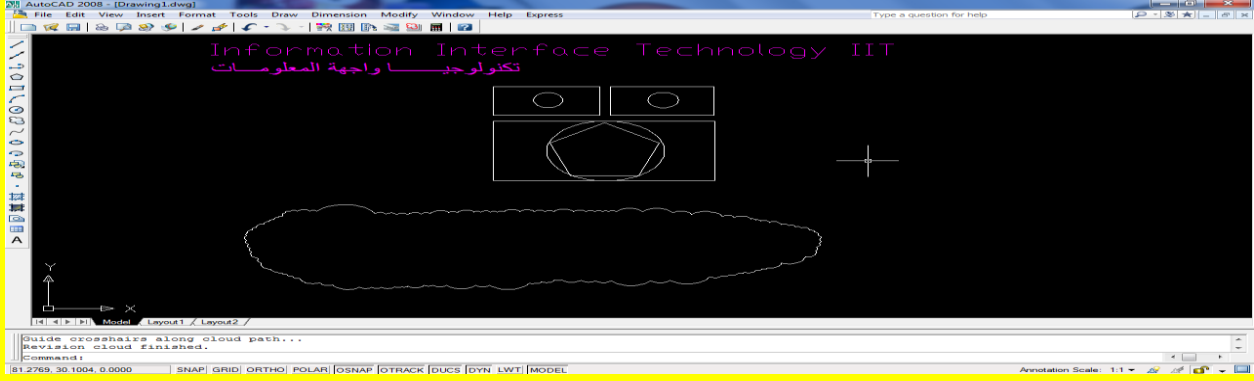 AutoCAD 2008 - [Drawing1.dwg]
File Edit View Insert Format Tools Draw Dimension Modify Window Help Express Type a question for help
Information Interface Technology IIT
تكنولوجيـــــــا واجهة المعلومـــات
Y
X
Model Layout1 Layout2
Guide crosshairs along cloud path...
Revision cloud finished.
Command:
81.2769, 30.1004, 0.0000 SNAP GRID ORTHO POLAR OSNAP OTRACK DUCS DYN LWT MODEL Annotation Scale: 1:1